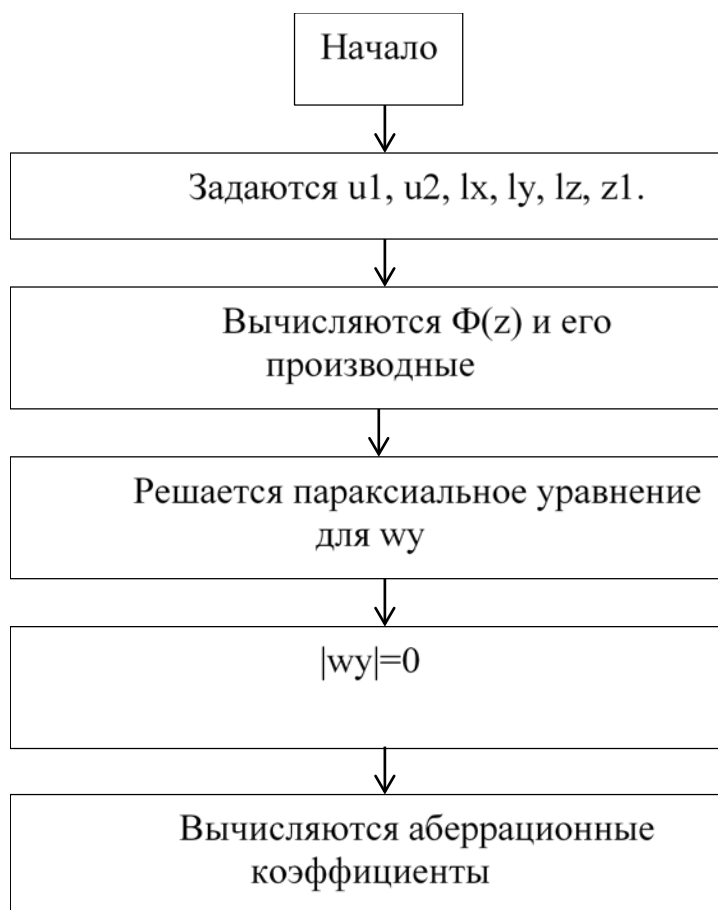 Начало
Задаются u1, u2, lx, ly, lz, z1.
Вычисляются Ф(z) и его
производные
Решается параксиальное уравнение
для wy
|wy|=0
Вычисляются аберрационные
коэффициенты